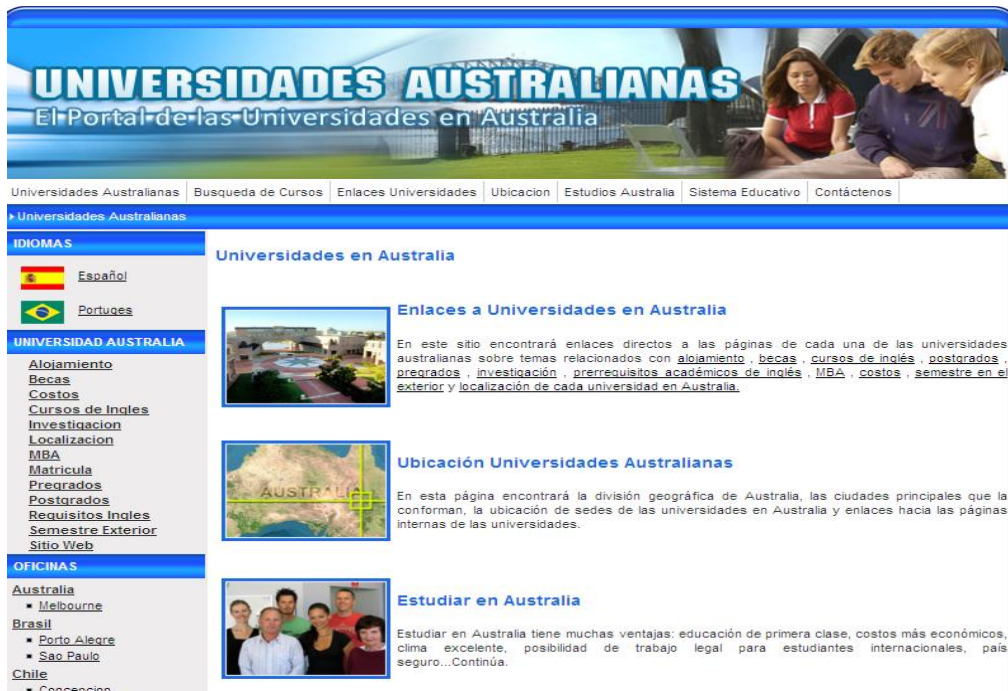 UNIVERSIDADES AUSTRALIANAS
El Portal de las Universidades en Australia
Universidades Australianas
Busqueda de Cursos
Enlaces Universidades
Ubicacion
Estudios Australia
Sistema Educativo
Contáctenos
Universidades Australianas
IDIOMAS
Español
Portuges
UNIVERSIDAD AUSTRALIA
Alojamiento
Becas
Costos
Cursos de Ingles
Investigacion
Localizacion
MBA
Matricula
Pregrados
Postgrados
Requisitos Ingles
Semestre Exterior
Sitio Web
OFICINAS
Australia
Melbourne
Brasil
Porto Alegre
Sao Paulo
Chile
Concepcion
Universidades en Australia
Enlaces a Universidades en Australia
En este sitio encontrará enlaces directos a las páginas de cada una de las universidades
australianas sobre temas relacionados con alojamiento , becas , cursos de inglés , postgrados ,
pregrados , investigación , prerrequisitos académicos de inglés , MBA , costos , semestre en el
exterior y localización de cada universidad en Australia.
AUSTRALIA
Ubicación Universidades Australianas
En esta página encontrará la división geográfica de Australia, las ciudades principales que la
conforman, la ubicación de sedes de las universidades en Australia y enlaces hacia las páginas
internas de las universidades.
Estudiar en Australia
Estudiar en Australia tiene muchas ventajas: educación de primera clase, costos más económicos,
clima excelente, posibilidad de trabajo legal para estudiantes internacionales, país
seguro...Continúa.